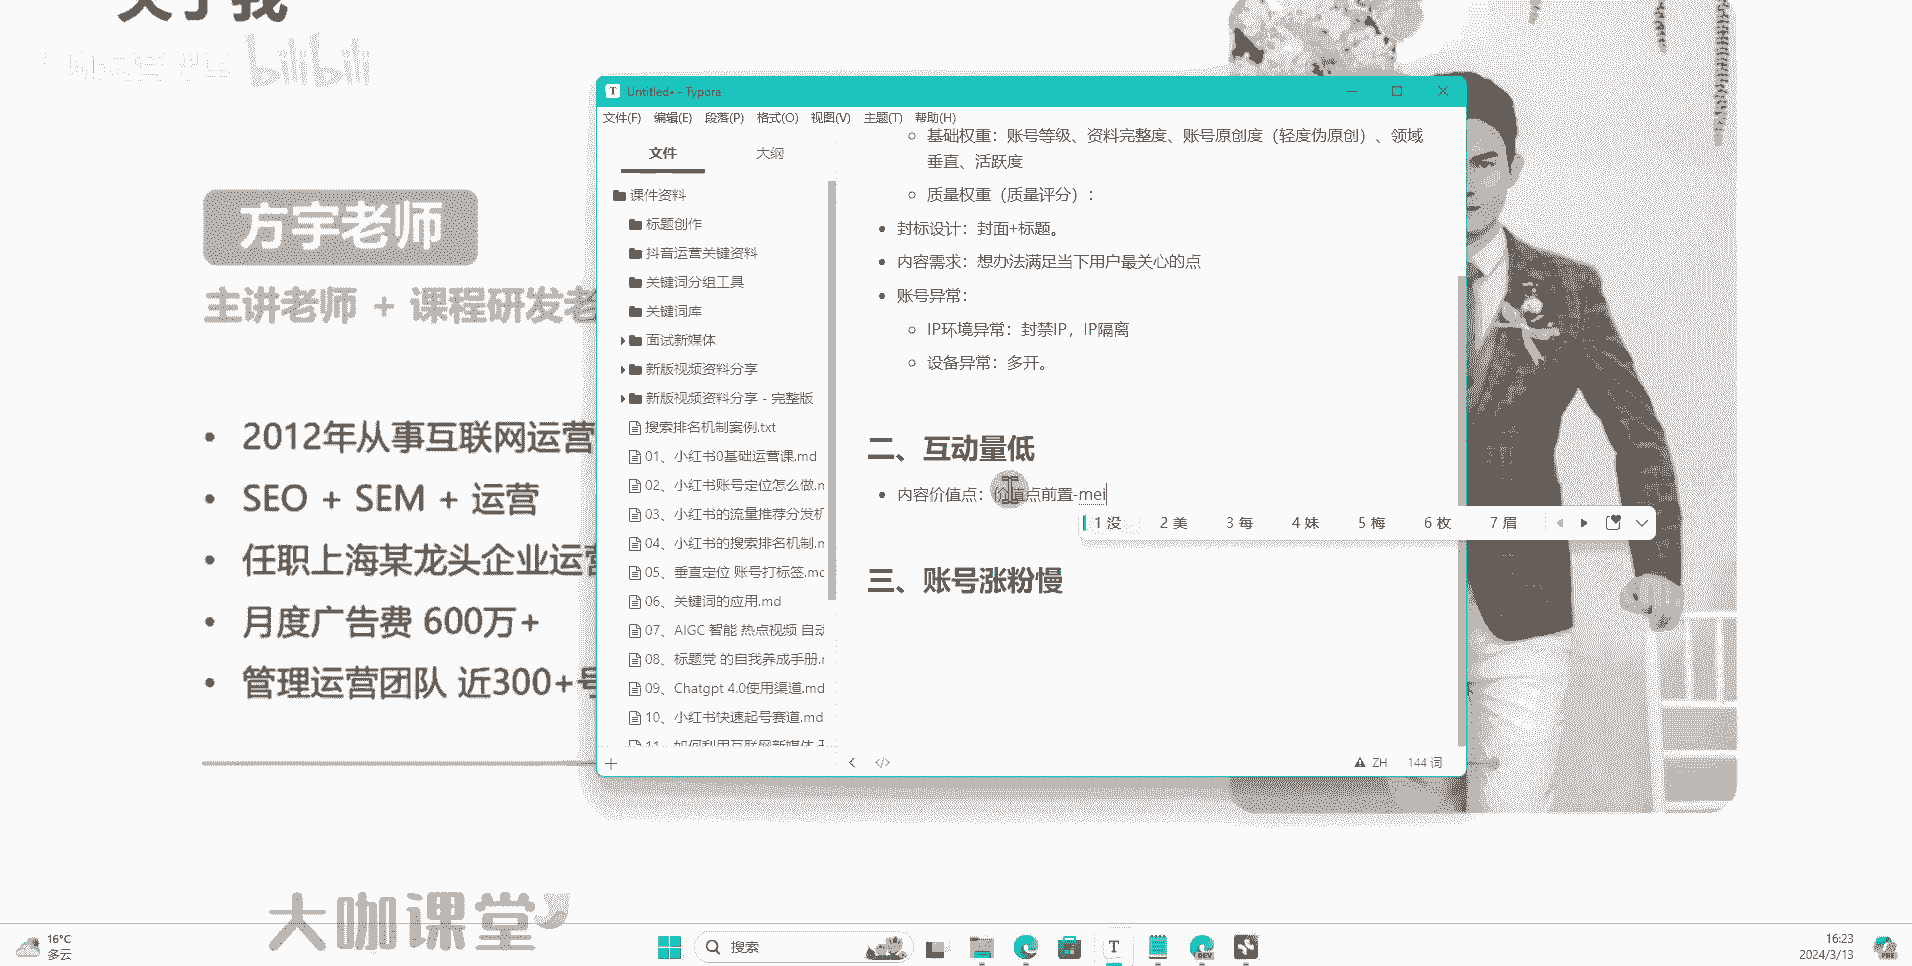 关于我
bilibili
方宇老师
主讲老师 + 课程研发老
• 2012年从事互联网运营
• SEO + SEM + 运营
• 任职上海某龙头企业运营
• 月度广告费 600万+
• 管理运营团队 近300+号
大咖课堂
Untitled• - Typora
文件(F) 编辑(E) 段落(P) 格式(O) 视图(V) 主题(T) 帮助(H)
文件 大纲
课件资料
标题创作
抖音运营关键资料
关键词分组工具
关键词库
面试新媒体
新版视频资料分享
新版视频资料分享 - 完整版
搜索排名机制案例.txt
01、小红书0基础运营课.md
02、小红书账号定位怎么做.m
03、小红书的流量推荐分发机
04、小红书的搜索排名机制.m
05、垂直定位 账号打标签.mc
06、关键词的应用.md
07、AIGC 智能 热点视频 自动
08、标题党 的自我养成手册.r
09、Chatgpt 4.0使用渠道.md
10、小红书快速起号赛道.md
11、如何利用互联网新媒体
基础权重：账号等级、资料完整度、账号原创度（轻度伪原创）、领域
垂直、活跃度
质量权重（质量评分）：
• 封标设计：封面+标题。
• 内容需求：想办法满足当下用户最关心的点
• 账号异常：
IP环境异常：封禁IP，IP隔离
设备异常：多开。
二、互动量低
• 内容价值点：价值点前置-mei
1 没 2 美 3 每 4 妹 5 梅 6 枚 7 眉
三、账号涨粉慢
</> ZH 144 词
16°C
多云
搜索
T
DEV
16:23
2024/3/13
PRE